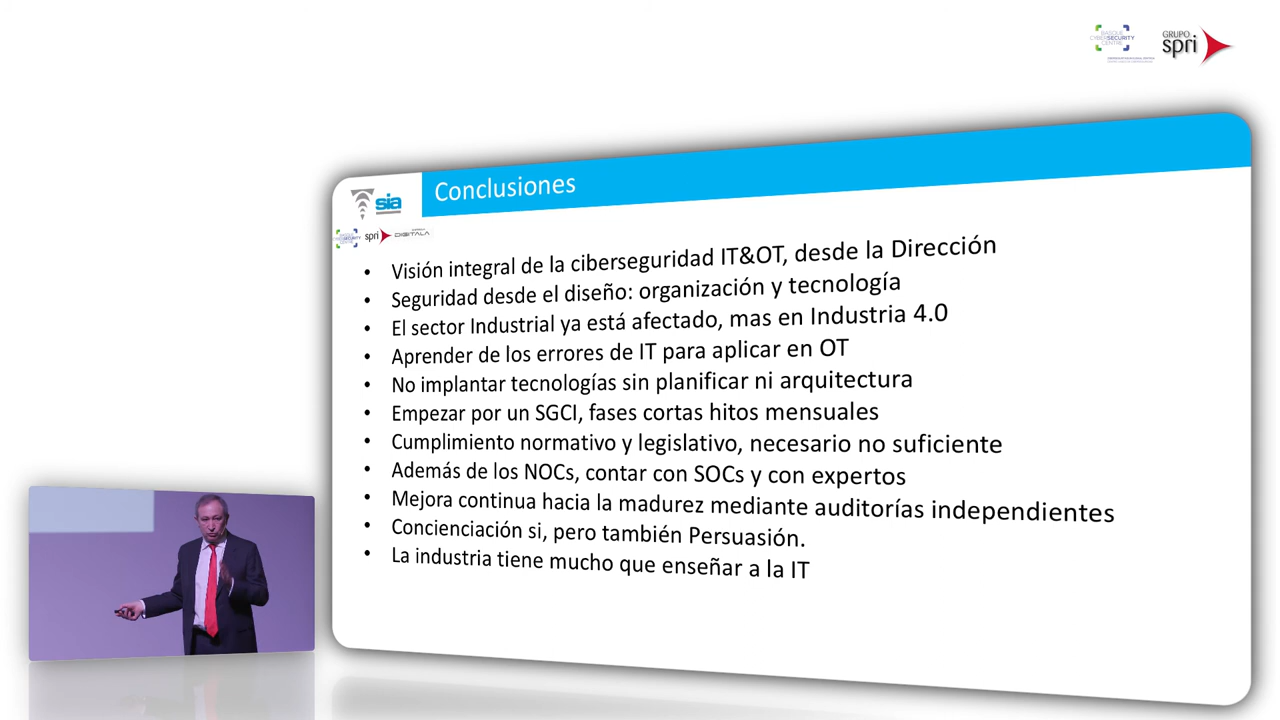 BASQUE
CYBERSECURITY
CENTRE
GRUPO
spri
sia
Conclusiones
spri
DIGITALA
• Visión integral de la ciberseguridad IT&OT, desde la Dirección
• Seguridad desde el diseño: organización y tecnología
• El sector Industrial ya está afectado, mas en Industria 4.0
• Aprender de los errores de IT para aplicar en OT
• No implantar tecnologías sin planificar ni arquitectura
• Empezar por un SGCI, fases cortas hitos mensuales
• Cumplimiento normativo y legislativo, necesario no suficiente
• Además de los NOCs, contar con SOCs y con expertos
• Mejora continua hacia la madurez mediante auditorías independientes
• Concienciación si, pero también Persuasión.
• La industria tiene mucho que enseñar a la IT